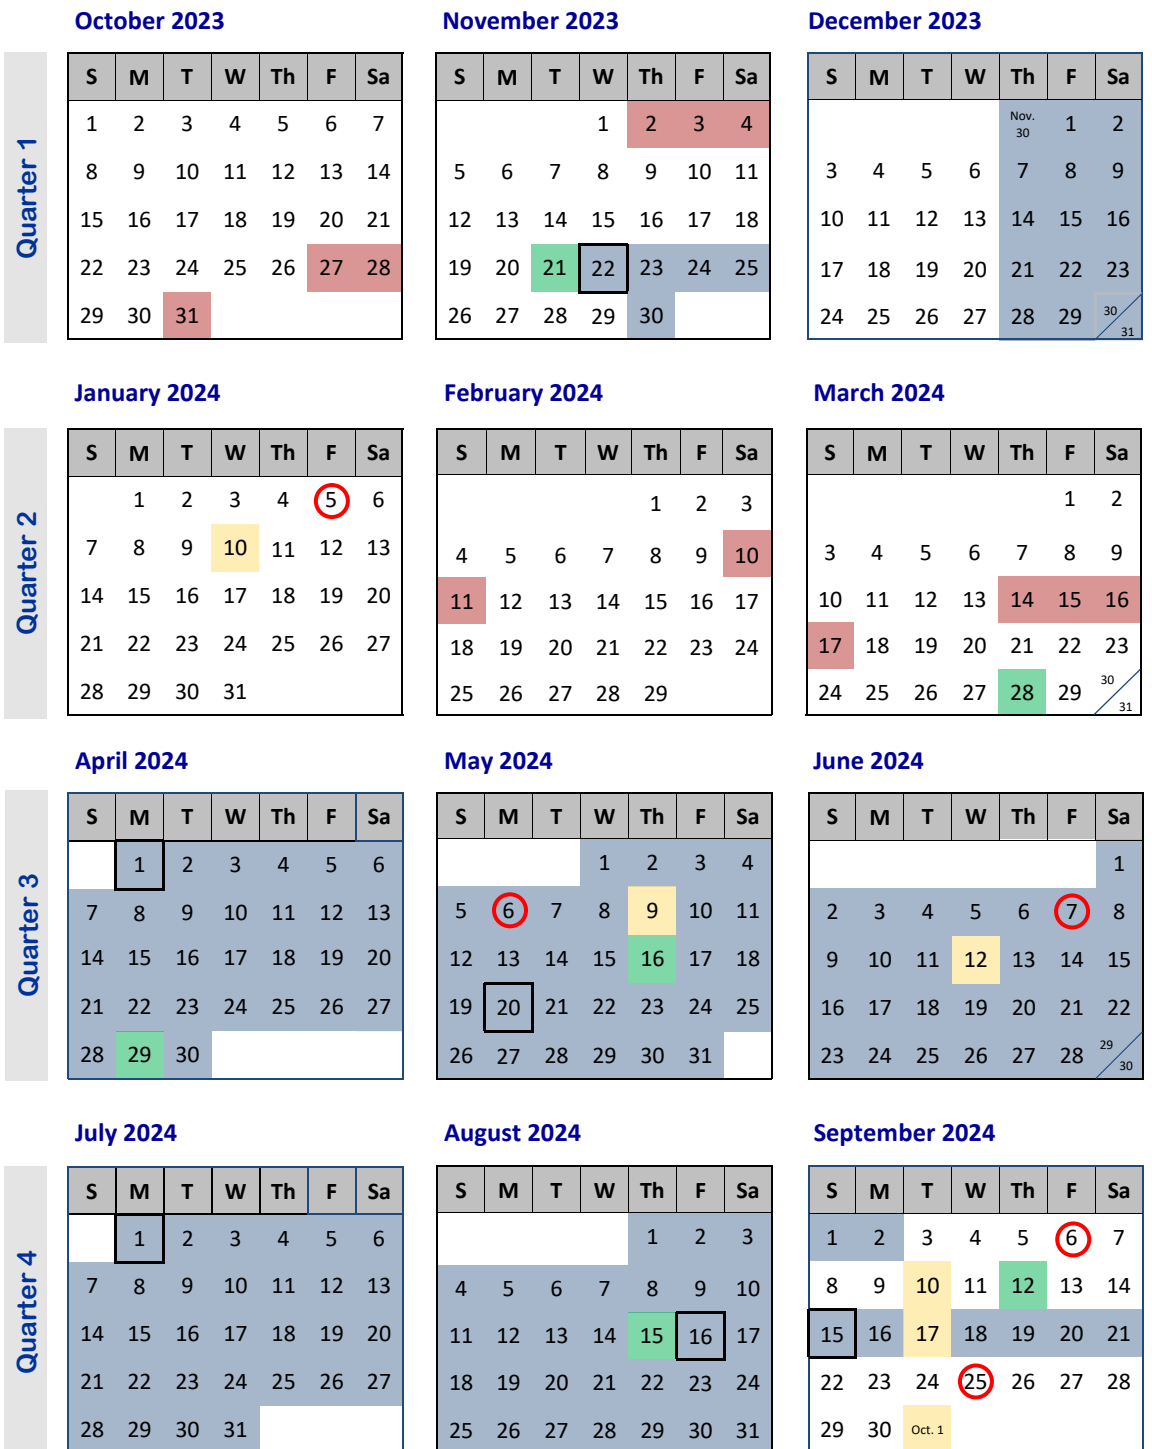 October 2023 November 2023 December 2023
Quarter 1
S M T W Th F Sa S M T W Th F Sa S M T W Th F Sa
1 2 3 4 5 6 7 1 2 3 4 Nov. 30 1 2
8 9 10 11 12 13 14 5 6 7 8 9 10 11 3 4 5 6 7 8 9
15 16 17 18 19 20 21 12 13 14 15 16 17 18 10 11 12 13 14 15 16
22 23 24 25 26 27 28 19 20 21 22 23 24 25 17 18 19 20 21 22 23
29 30 31 26 27 28 29 30 24 25 26 27 28 29 30 31
January 2024 February 2024 March 2024
Quarter 2
S M T W Th F Sa S M T W Th F Sa S M T W Th F Sa
1 2 3 4 5 6 1 2 3 1 2
7 8 9 10 11 12 13 4 5 6 7 8 9 10 3 4 5 6 7 8 9
14 15 16 17 18 19 20 11 12 13 14 15 16 17 10 11 12 13 14 15 16
21 22 23 24 25 26 27 18 19 20 21 22 23 24 17 18 19 20 21 22 23
28 29 30 31 25 26 27 28 29 24 25 26 27 28 29 30 31
April 2024 May 2024 June 2024
Quarter 3
S M T W Th F Sa S M T W Th F Sa S M T W Th F Sa
1 2 3 4 5 6 1 2 3 4 1
7 8 9 10 11 12 13 5 6 7 8 9 10 11 2 3 4 5 6 7 8
14 15 16 17 18 19 20 12 13 14 15 16 17 18 9 10 11 12 13 14 15
21 22 23 24 25 26 27 19 20 21 22 23 24 25 16 17 18 19 20 21 22
28 29 30 26 27 28 29 30 31 23 24 25 26 27 28 29 30
July 2024 August 2024 September 2024
Quarter 4
S M T W Th F Sa S M T W Th F Sa S M T W Th F Sa
1 2 3 4 5 6 1 2 3 1 2 3 4 5 6 7
7 8 9 10 11 12 13 4 5 6 7 8 9 10 8 9 10 11 12 13 14
14 15 16 17 18 19 20 11 12 13 14 15 16 17 15 16 17 18 19 20 21
21 22 23 24 25 26 27 18 19 20 21 22 23 24 22 23 24 25 26 27 28
28 29 30 31 25 26 27 28 29 30 31 29 30 Oct. 1